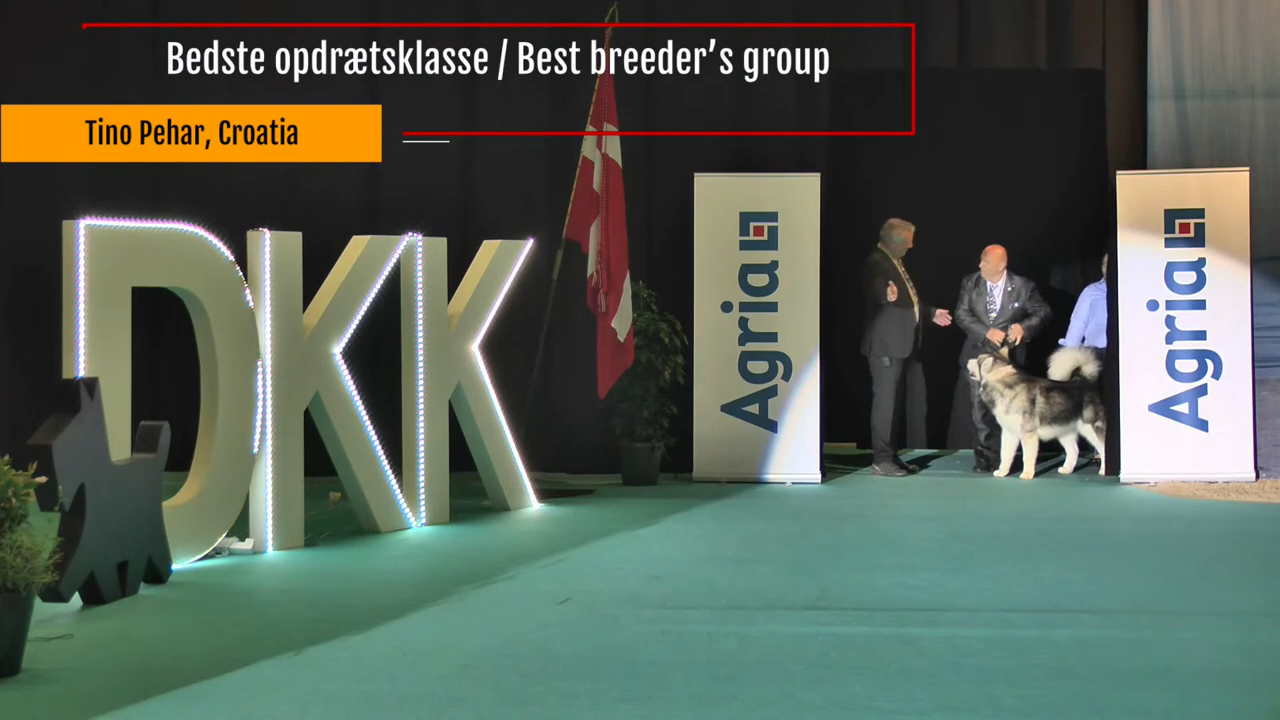 Bedste opdrætsklasse / Best breeder’s group
Tino Pehar, Croatia
DKK
Agria
Agria